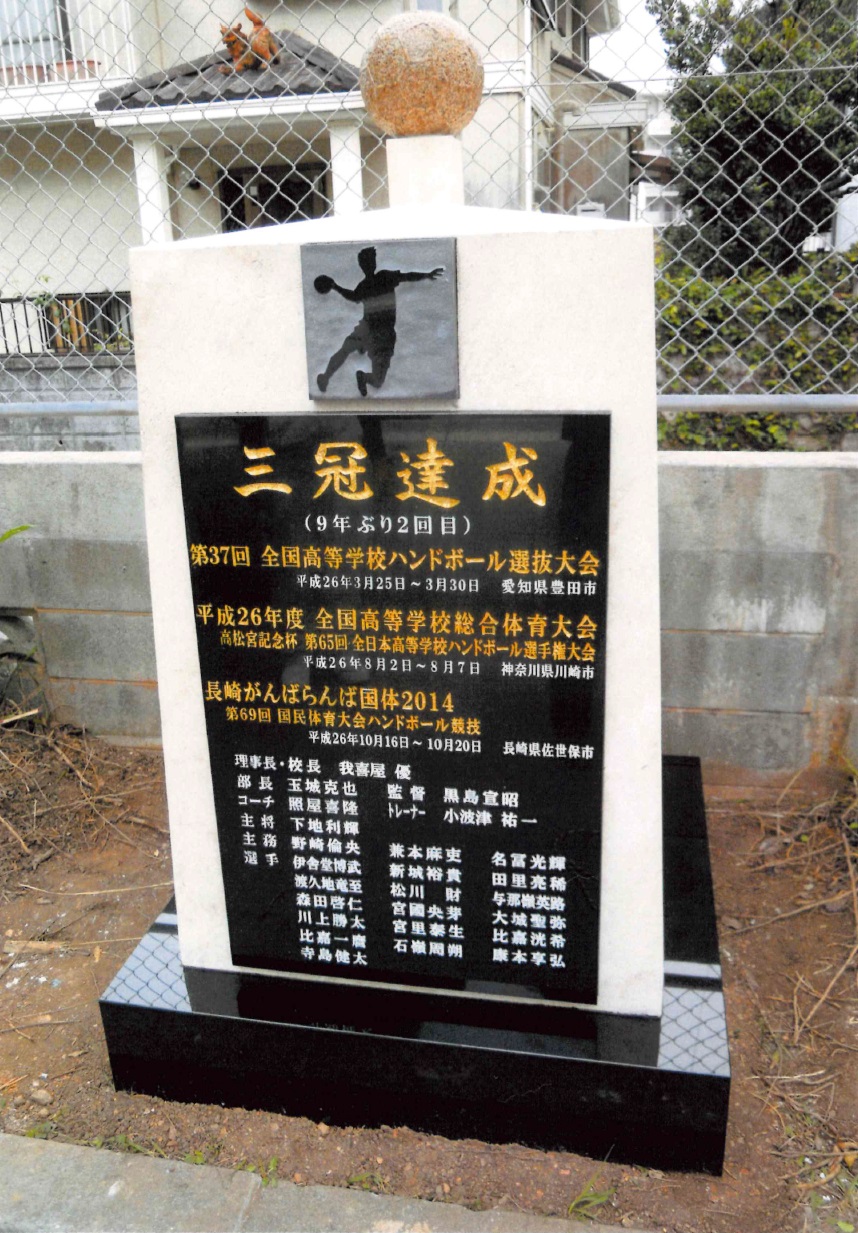 三冠達成
(9年ぶり2回目)
第37回 全国高等学校ハンドボール選抜大会
平成26年3月25日～3月30日 愛知県豊田市
平成26年度 全国高等学校総合体育大会
高松宮記念杯 第65回 全日本高等学校ハンドボール選手権大会
平成26年8月2日～8月7日 神奈川県川崎市
長崎がんばらんば国体2014
第69回 国民体育大会ハンドボール競技
平成26年10月16日～10月20日 長崎県佐世保市
理事長・校長 我喜屋 優
部長 玉城克也 監督 黒島宣昭
コーチ 照屋喜隆 トレーナー 小波津祐一
主将 下地利輝
主務 野崎倫央 兼本麻吏 名冨光輝
選手 伊舎堂博武 新城裕貴 田里亮稀
渡久地竜至 松川財 与那嶺英路
森田啓仁 宮國央芽 大城聖弥
川上勝太 宮里泰生 比嘉洸希
比嘉一鷹 石嶺周朔 康本享弘
寺島健太